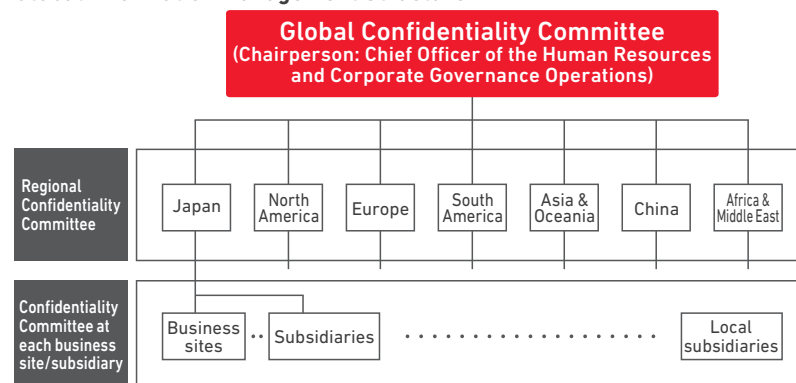 Global Confidentiality Committee
(Chairperson: Chief Officer of the Human Resources
and Corporate Governance Operations)
Regional
Confidentiality
Committee
Japan
North
America
Europe
South
America
Asia &
Oceania
China
Africa &
Middle East
Confidentiality
Committee at
each business
site/subsidiary
Business
sites
Subsidiaries
Local
subsidiaries